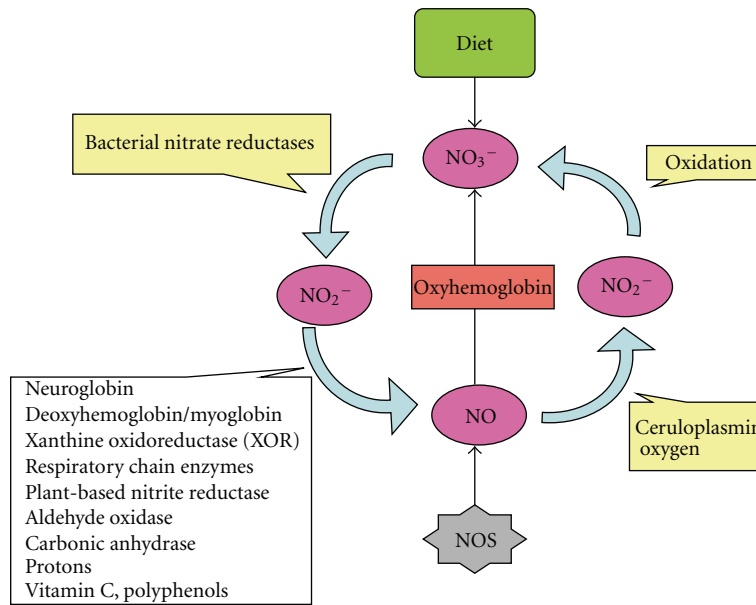 Diet
Bacterial nitrate reductases
NO₃⁻
Oxidation
NO₂⁻
Oxyhemoglobin
NO₂⁻
Neuroglobin
Deoxyhemoglobin/myoglobin
Xanthine oxidoreductase (XOR)
Respiratory chain enzymes
Plant-based nitrite reductase
Aldehyde oxidase
Carbonic anhydrase
Protons
Vitamin C, polyphenols
NO
Ceruloplasmin
oxygen
NOS